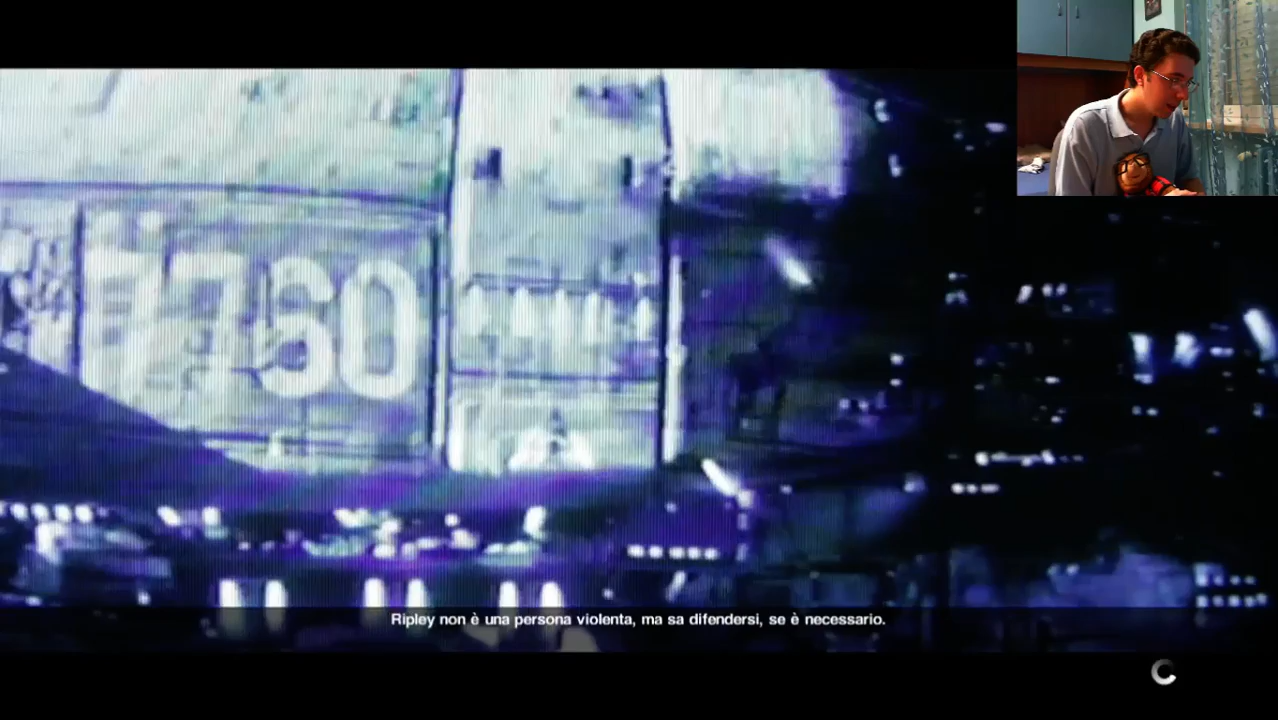 760
Ripley non è una persona violenta, ma sa difendersi, se è necessario.